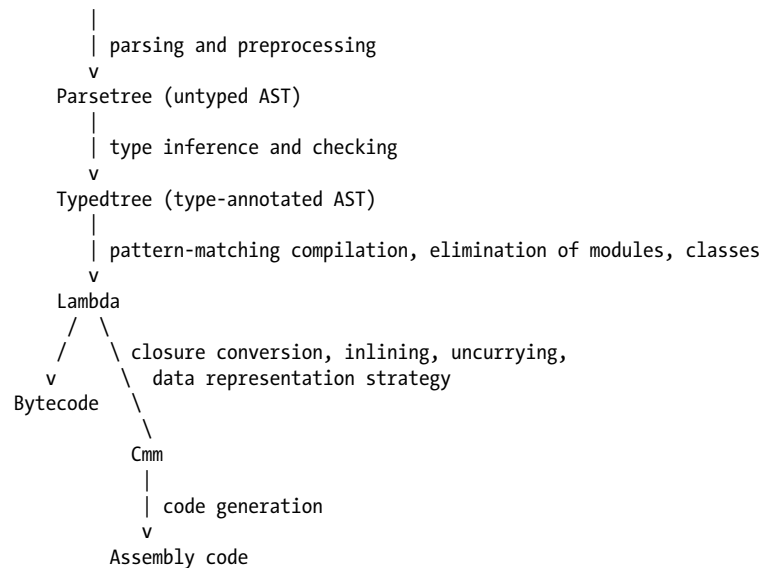 parsing and preprocessing
Parsetree (untyped AST)
type inference and checking
Typedtree (type-annotated AST)
pattern-matching compilation, elimination of modules, classes
Lambda
closure conversion, inlining, uncurrying,
data representation strategy
Bytecode
Cmm
code generation
Assembly code